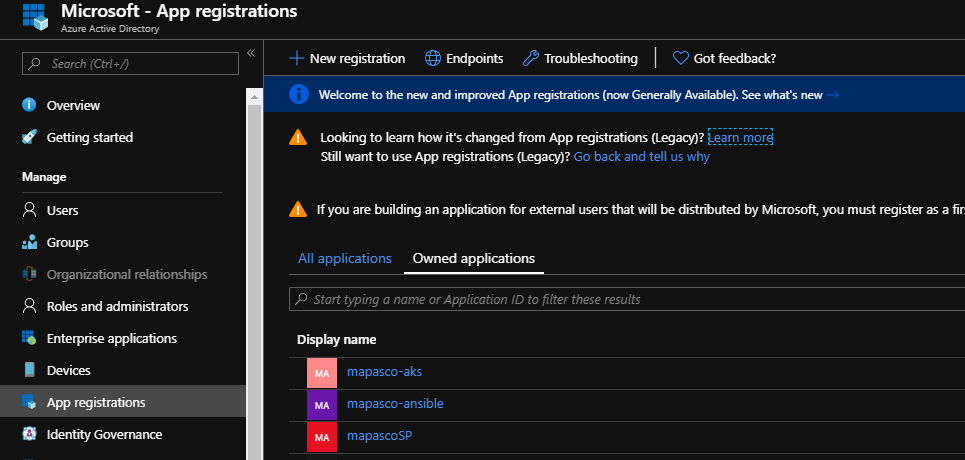 Microsoft - App registrations
Azure Active Directory
Search (Ctrl+/)
«
Overview
Getting started
Manage
Users
Groups
Organizational relationships
Roles and administrators
Enterprise applications
Devices
App registrations
Identity Governance
New registration
Endpoints
Troubleshooting
Got feedback?
Welcome to the new and improved App registrations (now Generally Available). See what's new →
Looking to learn how it's changed from App registrations (Legacy)? Learn more
Still want to use App registrations (Legacy)? Go back and tell us why
If you are building an application for external users that will be distributed by Microsoft, you must register as a fir
All applications
Owned applications
Start typing a name or Application ID to filter these results
Display name
MA mapasco-aks
MA mapasco-ansible
MA mapascoSP